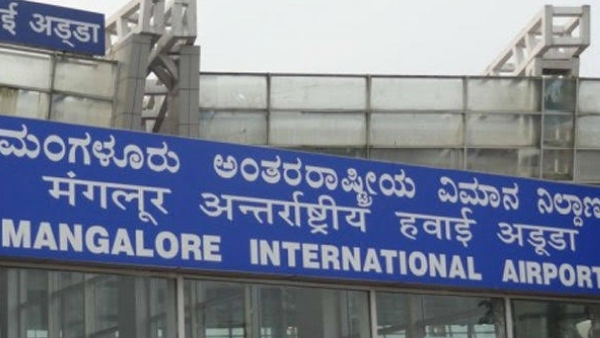 ई अड्डा
ಮಂಗಳೂರು ಅಂತರರಾಷ್ಟ್ರೀಯ ವಿಮಾನ ನಿಲ್ದಾಣ
मंगलूर अन्तर्राष्ट्रीय हवाई अड्डा
MANGALORE INTERNATIONAL AIRPORT